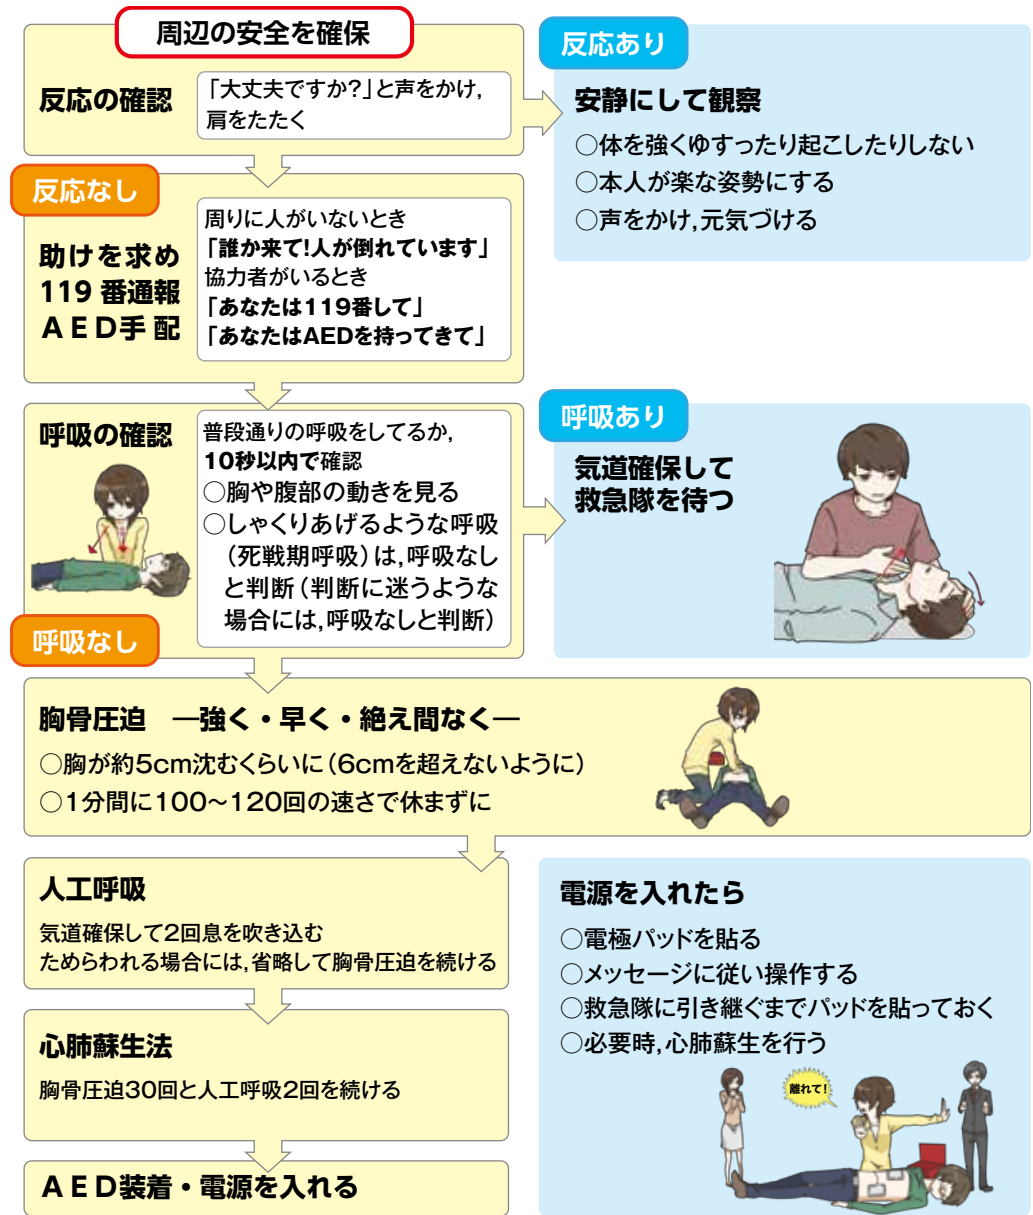 周辺の安全を確保
反応の確認
「大丈夫ですか?」と声をかけ,
肩をたたく
反応あり
安静にして観察
○体を強くゆすったり起こしたりしない
○本人が楽な姿勢にする
○声をかけ,元気づける
反応なし
助けを求め
119番通報
AED手配
周りに人がいないとき
「誰か来て!人が倒れています」
協力者がいるとき
「あなたは119番して」
「あなたはAEDを持ってきて」
呼吸の確認
普段通りの呼吸をしてるか,
10秒以内で確認
○胸や腹部の動きを見る
○しゃくりあげるような呼吸
(死戦期呼吸)は,呼吸なし
と判断(判断に迷うような
場合には,呼吸なしと判断)
呼吸あり
気道確保して
救急隊を待つ
呼吸なし
胸骨圧迫 ―強く・早く・絶え間なく―
○胸が約5cm沈むくらいに(6cmを超えないように)
○1分間に100~120回の速さで休まずに
人工呼吸
気道確保して2回息を吹き込む
ためらわれる場合には,省略して胸骨圧迫を続ける
心肺蘇生法
胸骨圧迫30回と人工呼吸2回を続ける
AED装着・電源を入れる
電源を入れたら
○電極パッドを貼る
○メッセージに従い操作する
○救急隊に引き継ぐまでパッドを貼っておく
○必要時,心肺蘇生を行う
離れて!